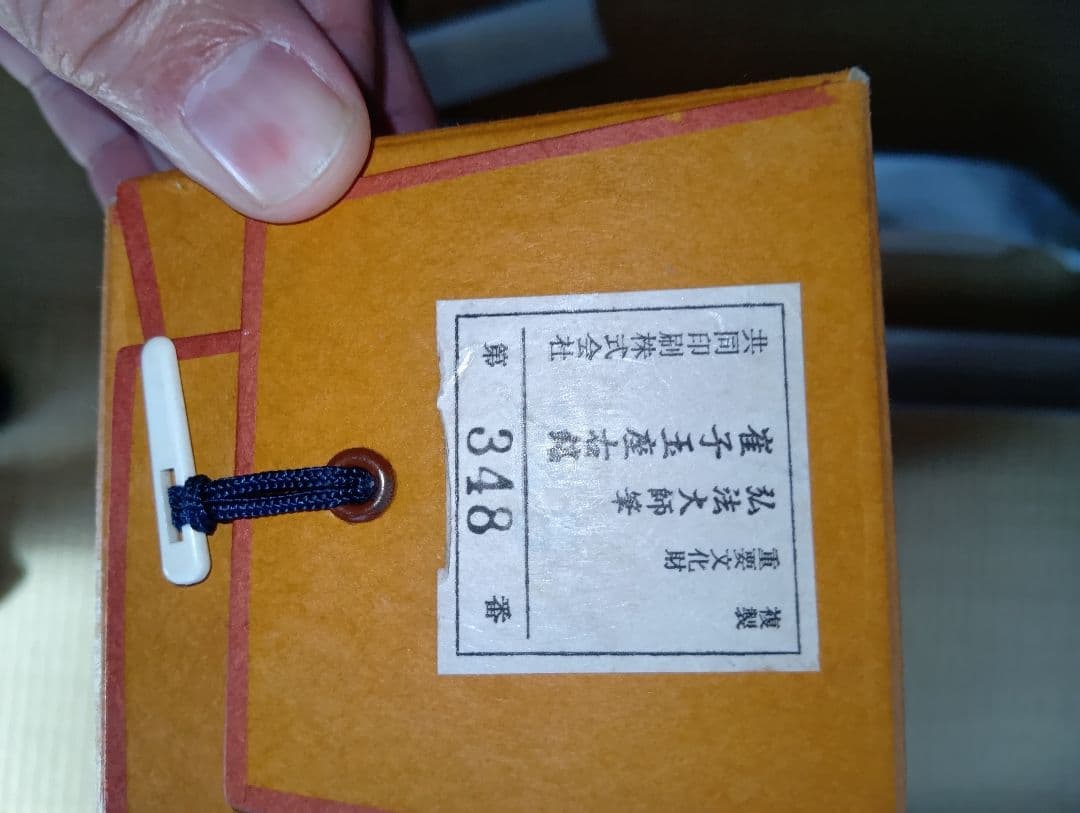 複製
重要文化財
弘法大師筆
崔子玉座右銘
共同印刷株式会社
第 348 番